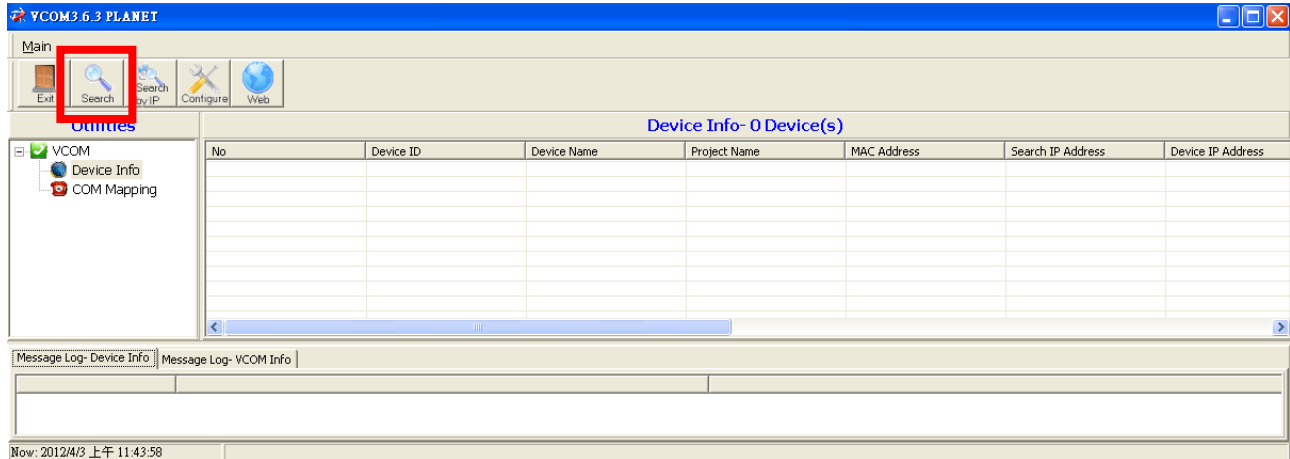 VCOM3.6.3 PLANET
Main
Exit Search Search by IP Configure Web
Utilities
Device Info- 0 Device(s)
VCOM
Device Info
COM Mapping
No Device ID Device Name Project Name MAC Address Search IP Address Device IP Address
Message Log- Device Info Message Log- VCOM Info
Now: 2012/4/3 上午 11:43:58